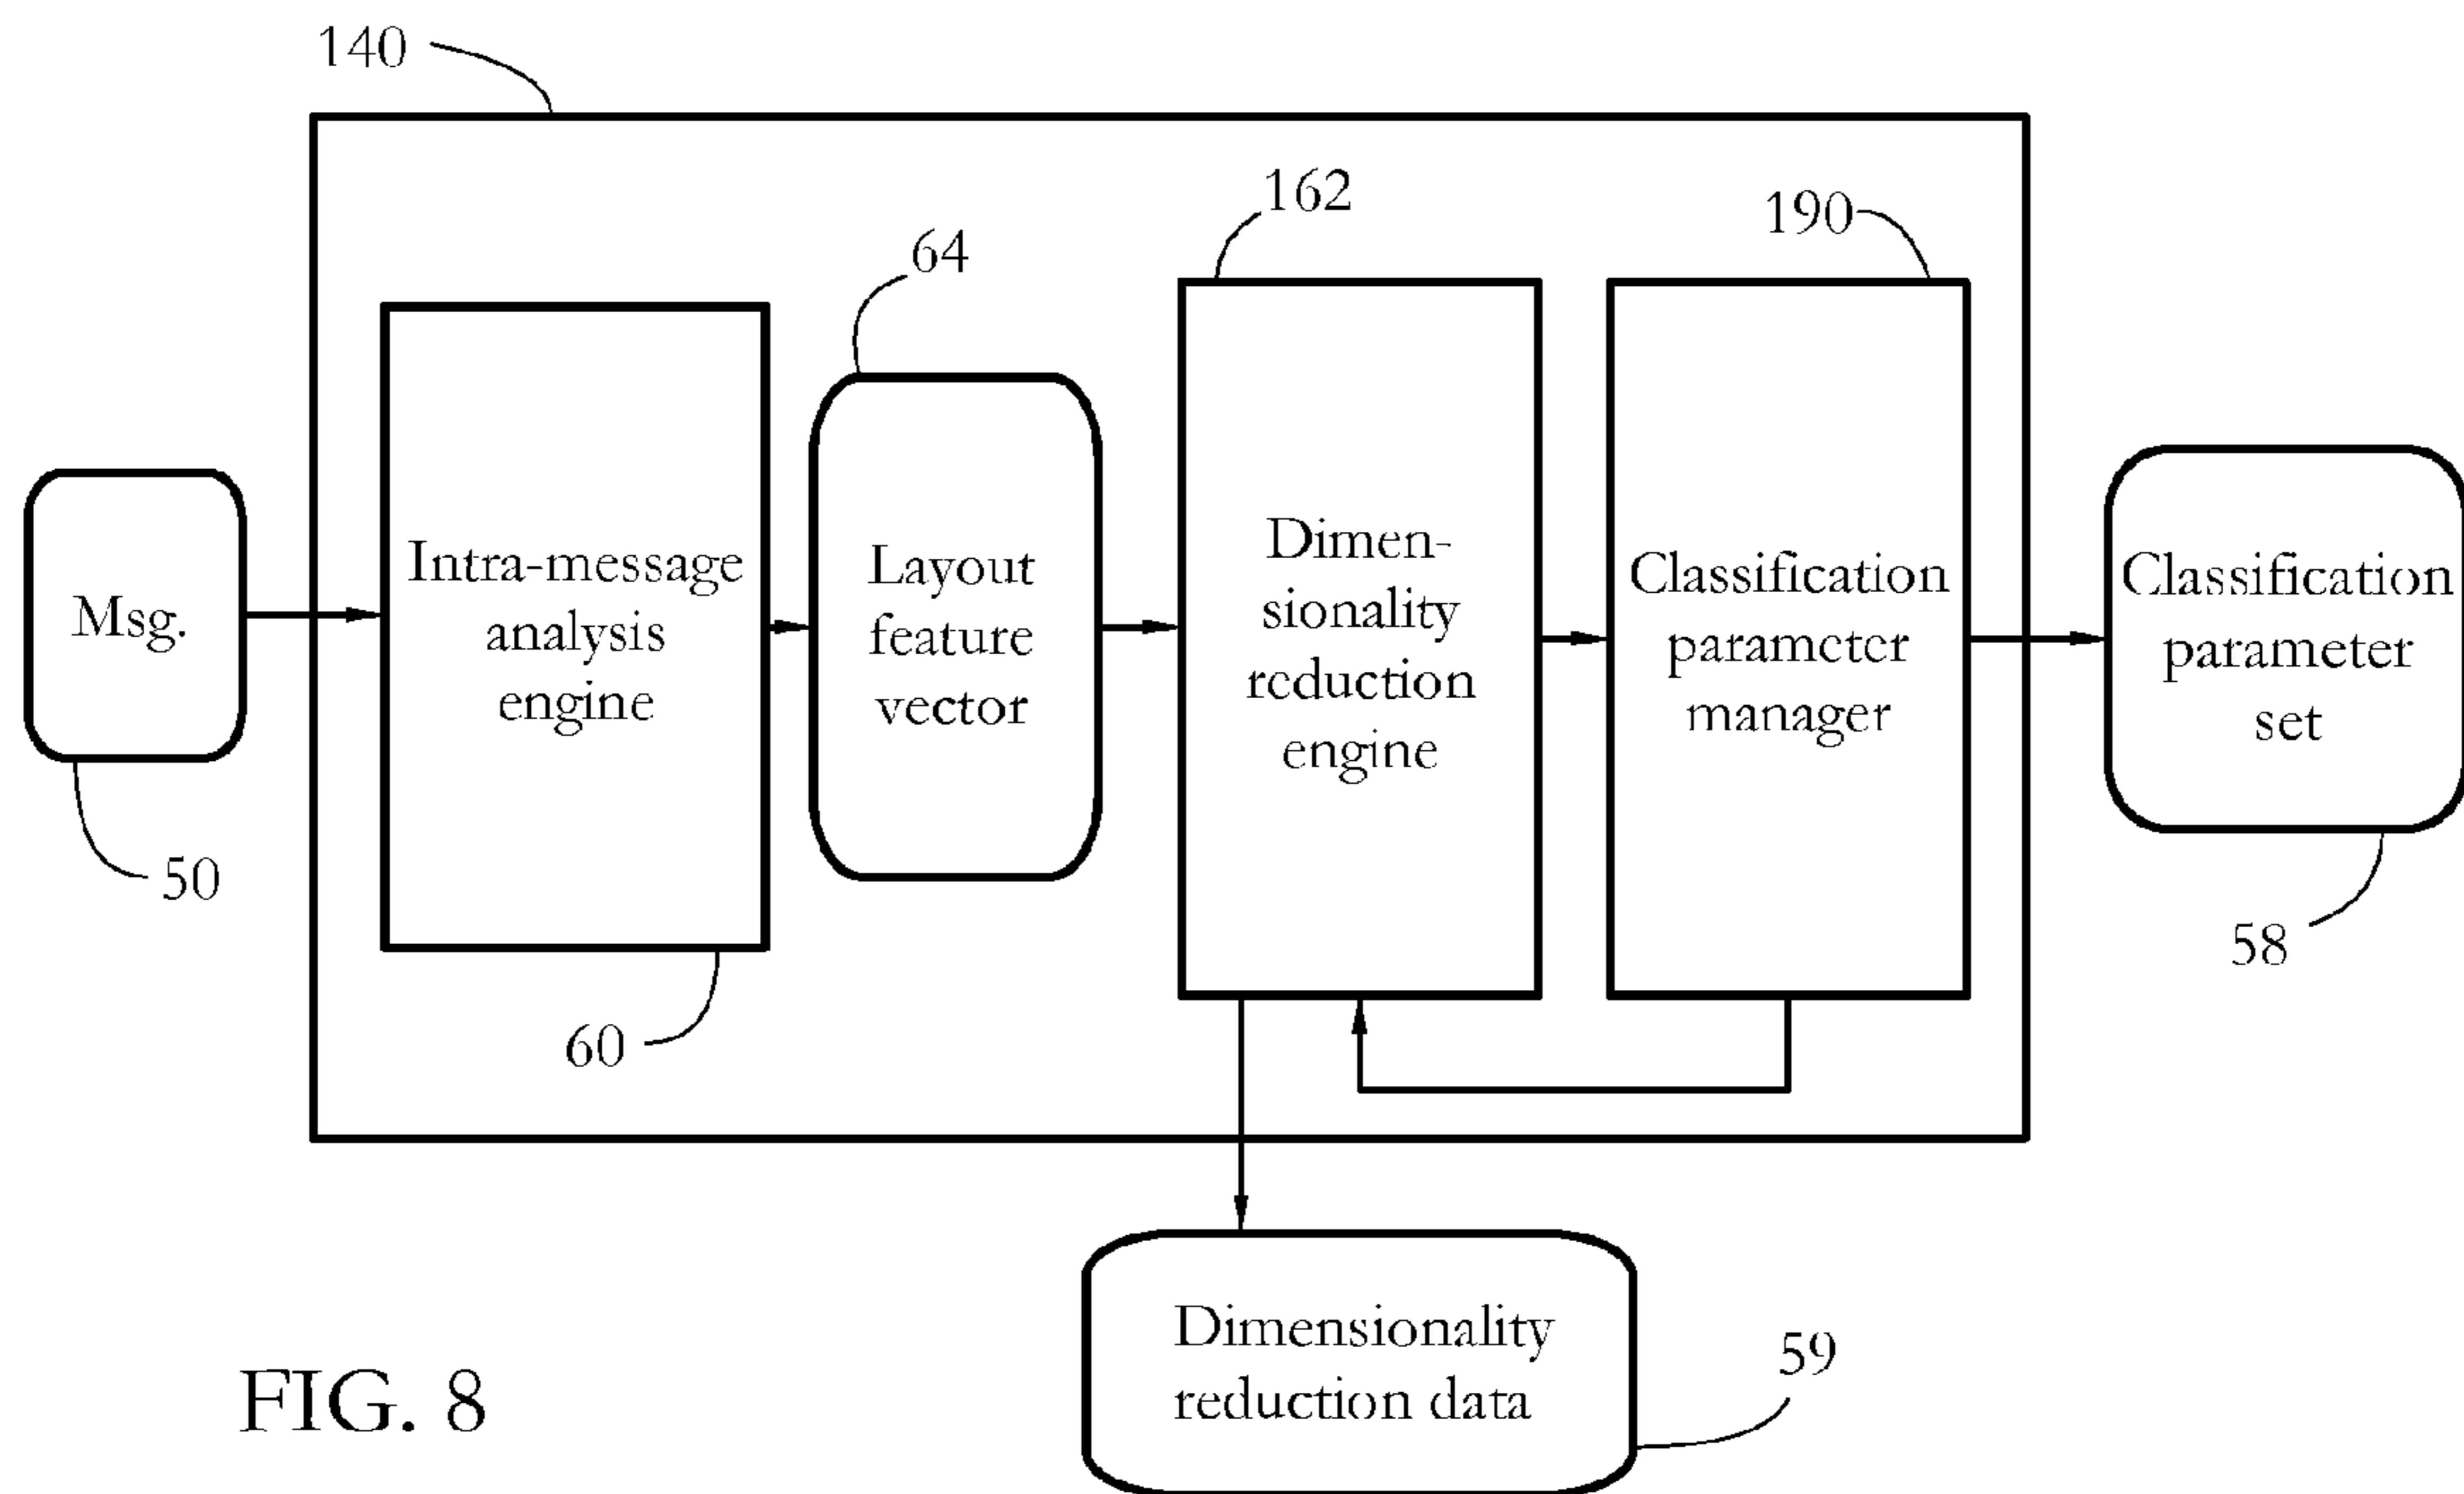 140
162
190
64
Msg.
Intra-message
analysis
engine
Layout
feature
vector
Dimen-
sionality
reduction
engine
Classification
parameter
manager
Classification
parameter
set
50
60
58
Dimensionality
reduction data
59
FIG. 8